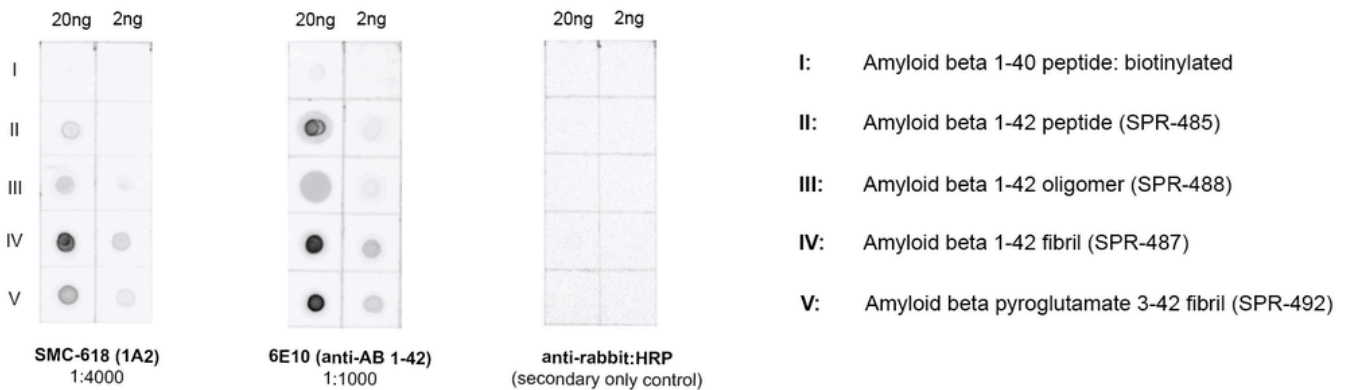 20ng 2ng
20ng 2ng
20ng 2ng
I
II
III
IV
V
SMC-618 (1A2)
1:4000
6E10 (anti-AB 1-42)
1:1000
anti-rabbit:HRP
(secondary only control)
I: Amyloid beta 1-40 peptide: biotinylated
II: Amyloid beta 1-42 peptide (SPR-485)
III: Amyloid beta 1-42 oligomer (SPR-488)
IV: Amyloid beta 1-42 fibril (SPR-487)
V: Amyloid beta pyroglutamate 3-42 fibril (SPR-492)